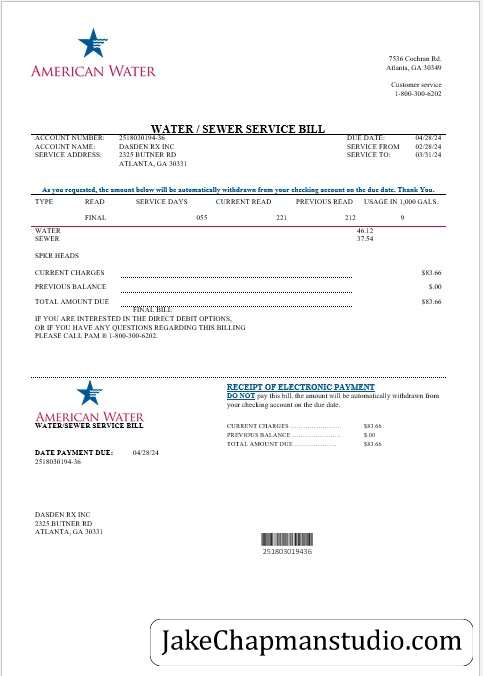 AMERICAN WATER
7536 Cochran Rd.
Atlanta, GA 30349
Customer service
1-800-300-6202
WATER / SEWER SERVICE BILL
ACCOUNT NUMBER: 2518030194-36 DUE DATE: 04/28/24
ACCOUNT NAME: DASDEN RX INC SERVICE FROM 02/28/24
SERVICE ADDRESS: 2325 BUTNER RD SERVICE TO: 03/31/24
ATLANTA, GA 30331
As you requested, the amount below will be automatically withdrawn from your checking account on the due date. Thank You.
TYPE READ SERVICE DAYS CURRENT READ PREVIOUS READ USAGE IN 1,000 GALS.
FINAL 055 221 212 9
WATER 46.12
SEWER 37.54
SPKR HEADS
CURRENT CHARGES $83.66
PREVIOUS BALANCE $.00
TOTAL AMOUNT DUE $83.66
FINAL BILL
IF YOU ARE INTERESTED IN THE DIRECT DEBIT OPTIONS,
OR IF YOU HAVE ANY QUESTIONS REGARDING THIS BILLING
PLEASE CALL PAM ® 1-800-300-6202.
AMERICAN WATER
WATER/SEWER SERVICE BILL
DATE PAYMENT DUE: 04/28/24
2518030194-36
RECEIPT OF ELECTRONIC PAYMENT
DO NOT pay this bill. the amount will be automatically withdrawn from
your checking account on the due date.
CURRENT CHARGES ........................ $83.66
PREVIOUS BALANCE ...................... $.00
TOTAL AMOUNT DUE .................... $83.66
DASDEN RX INC
2325 BUTNER RD
ATLANTA, GA 30331
251803019436
JakeChapmanstudio.com